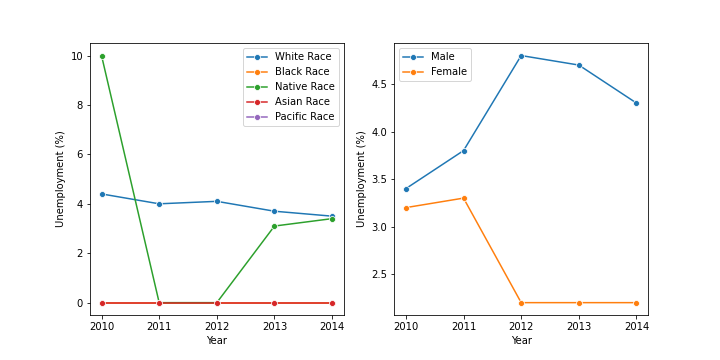 10
8
6
4
2
0
Unemployment (%)
White Race
Black Race
Native Race
Asian Race
Pacific Race
2010 2011 2012 2013 2014
Year
4.5
4.0
3.5
3.0
2.5
Unemployment (%)
Male
Female
2010 2011 2012 2013 2014
Year